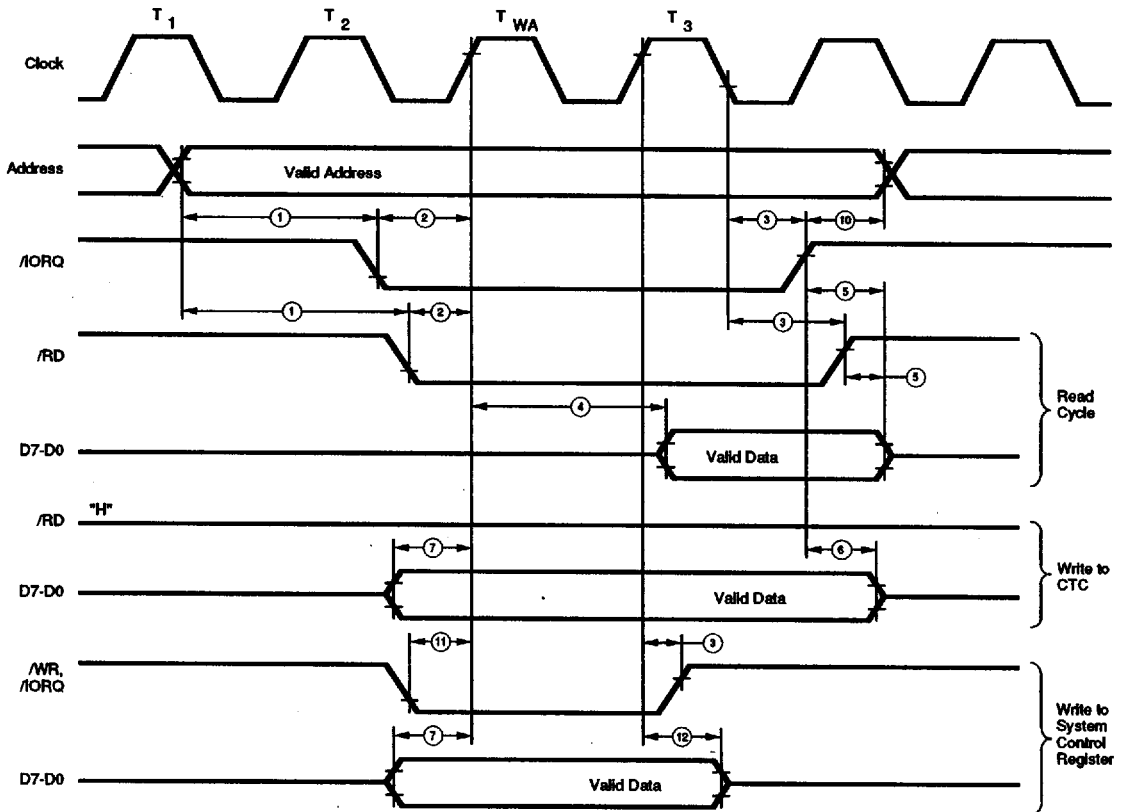 T1 T2 TWA T3
Clock
Address Valid Address
1 2 3 10
/IORQ
5
1 2 3
/RD
5
4
Read
Cycle
D7-D0 Valid Data
/RD "H"
7 6
Write to
CTC
D7-D0 Valid Data
11 3
/WR,
/IORQ
7 12
Write to
System
Control
Register
D7-D0 Valid Data